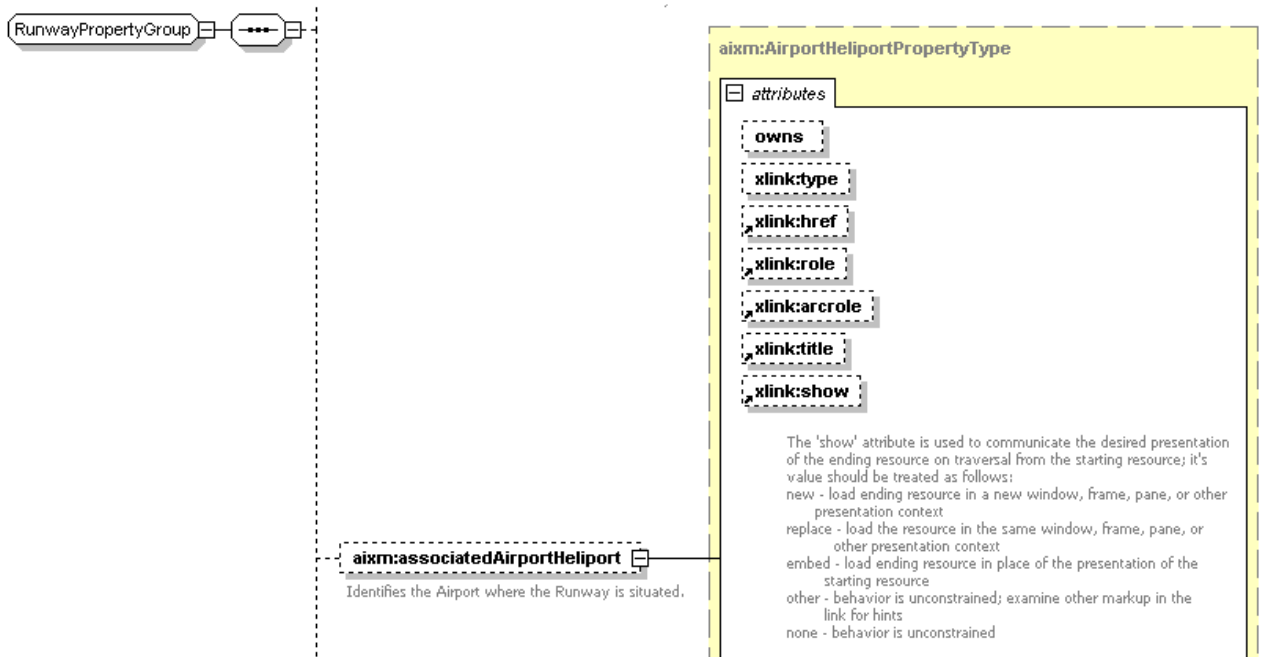 RunwayPropertyGroup
aixm:AirportHeliportPropertyType
attributes
owns
xlink:type
xlink:href
xlink:role
xlink:arcrole
xlink:title
xlink:show
The 'show' attribute is used to communicate the desired presentation
of the ending resource on traversal from the starting resource; it's
value should be treated as follows:
new - load ending resource in a new window, frame, pane, or other
presentation context
replace - load the resource in the same window, frame, pane, or
other presentation context
embed - load ending resource in place of the presentation of the
starting resource
other - behavior is unconstrained; examine other markup in the
link for hints
none - behavior is unconstrained
aixm:associatedAirportHeliport
Identifies the Airport where the Runway is situated.